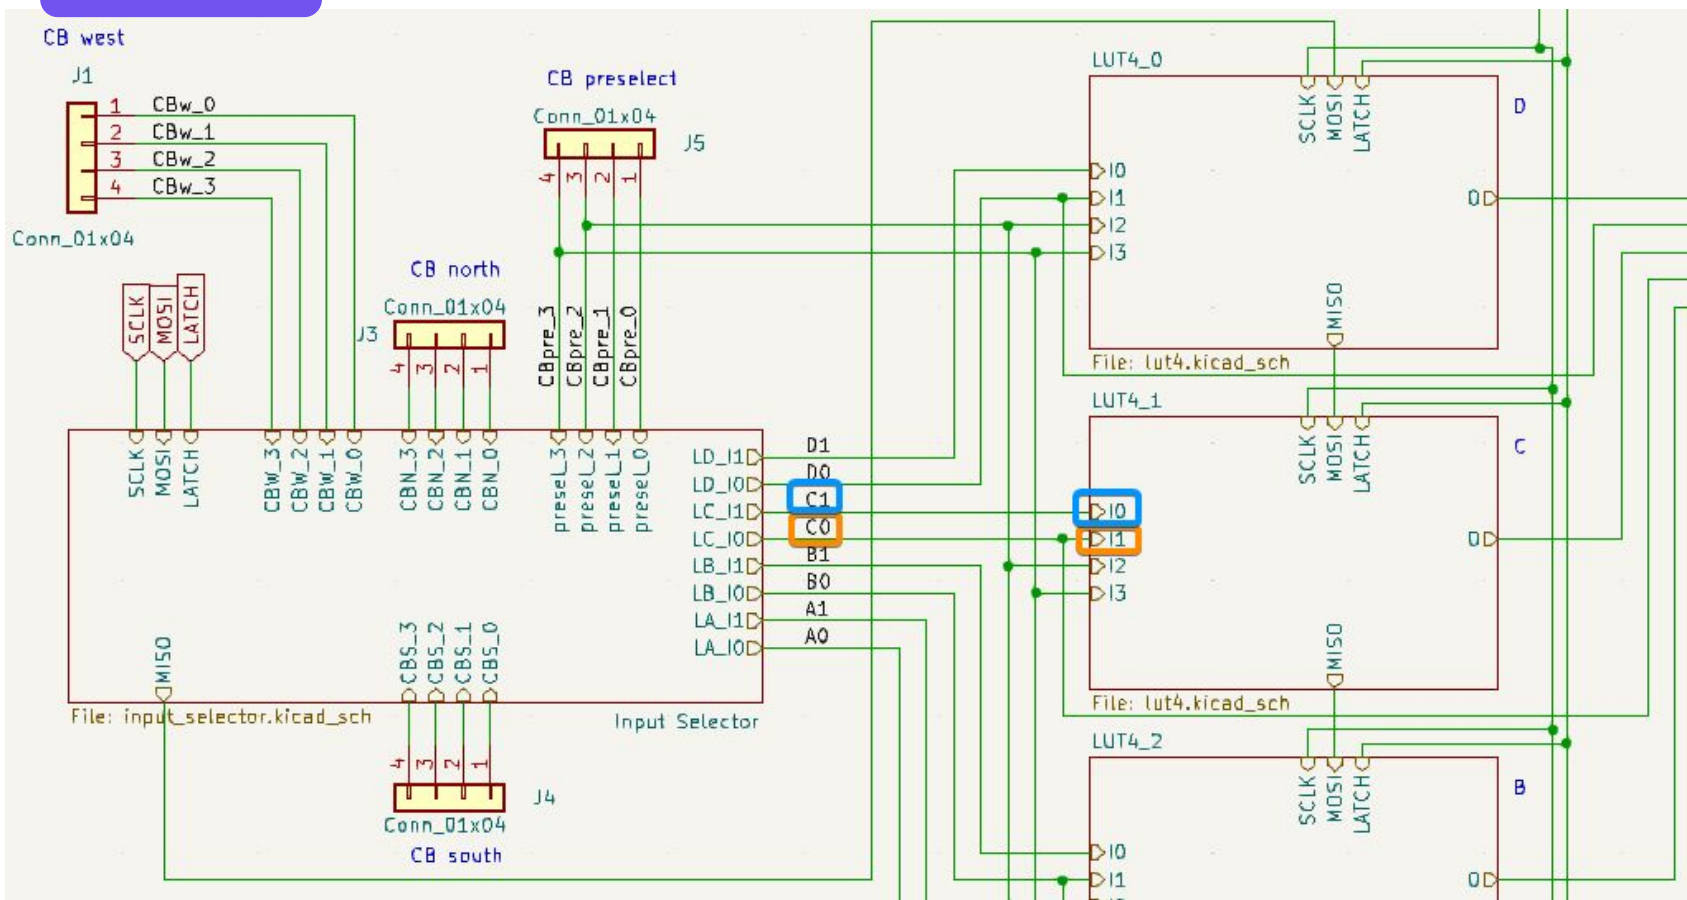 CB west
J1
1 CBw_0
2 CBw_1
3 CBw_2
4 CBw_3
Conn_01x04
CB preselect
Conn_01x04
J5
4 3 2 1
CB north
Conn_01x04
J3
4 3 2 1
CBpre_3
CBpre_2
CBpre_1
CBpre_0
SCLK
MOSI
LATCH
SCLK
MOSI
LATCH
CBW_3
CBW_2
CBW_1
CBW_0
CBN_3
CBN_2
CBN_1
CBN_0
presel_3
presel_2
presel_1
presel_0
LD_I1 D1
LD_I0 D0
LC_I1 C1
LC_I0 C0
LB_I1 B1
LB_I0 B0
LA_I1 A1
LA_I0 A0
MISO
CBS_3
CBS_2
CBS_1
CBS_0
File: input_selector.kicad_sch
Input Selector
4 3 2 1
J4
Conn_01x04
CB south
LUT4_0
SCLK
MOSI
LATCH
D
I0
I1
I2
I3
O
MISO
File: lut4.kicad_sch
LUT4_1
SCLK
MOSI
LATCH
C
I0
I1
I2
I3
O
MISO
File: lut4.kicad_sch
LUT4_2
SCLK
MOSI
LATCH
B
I0
I1
O